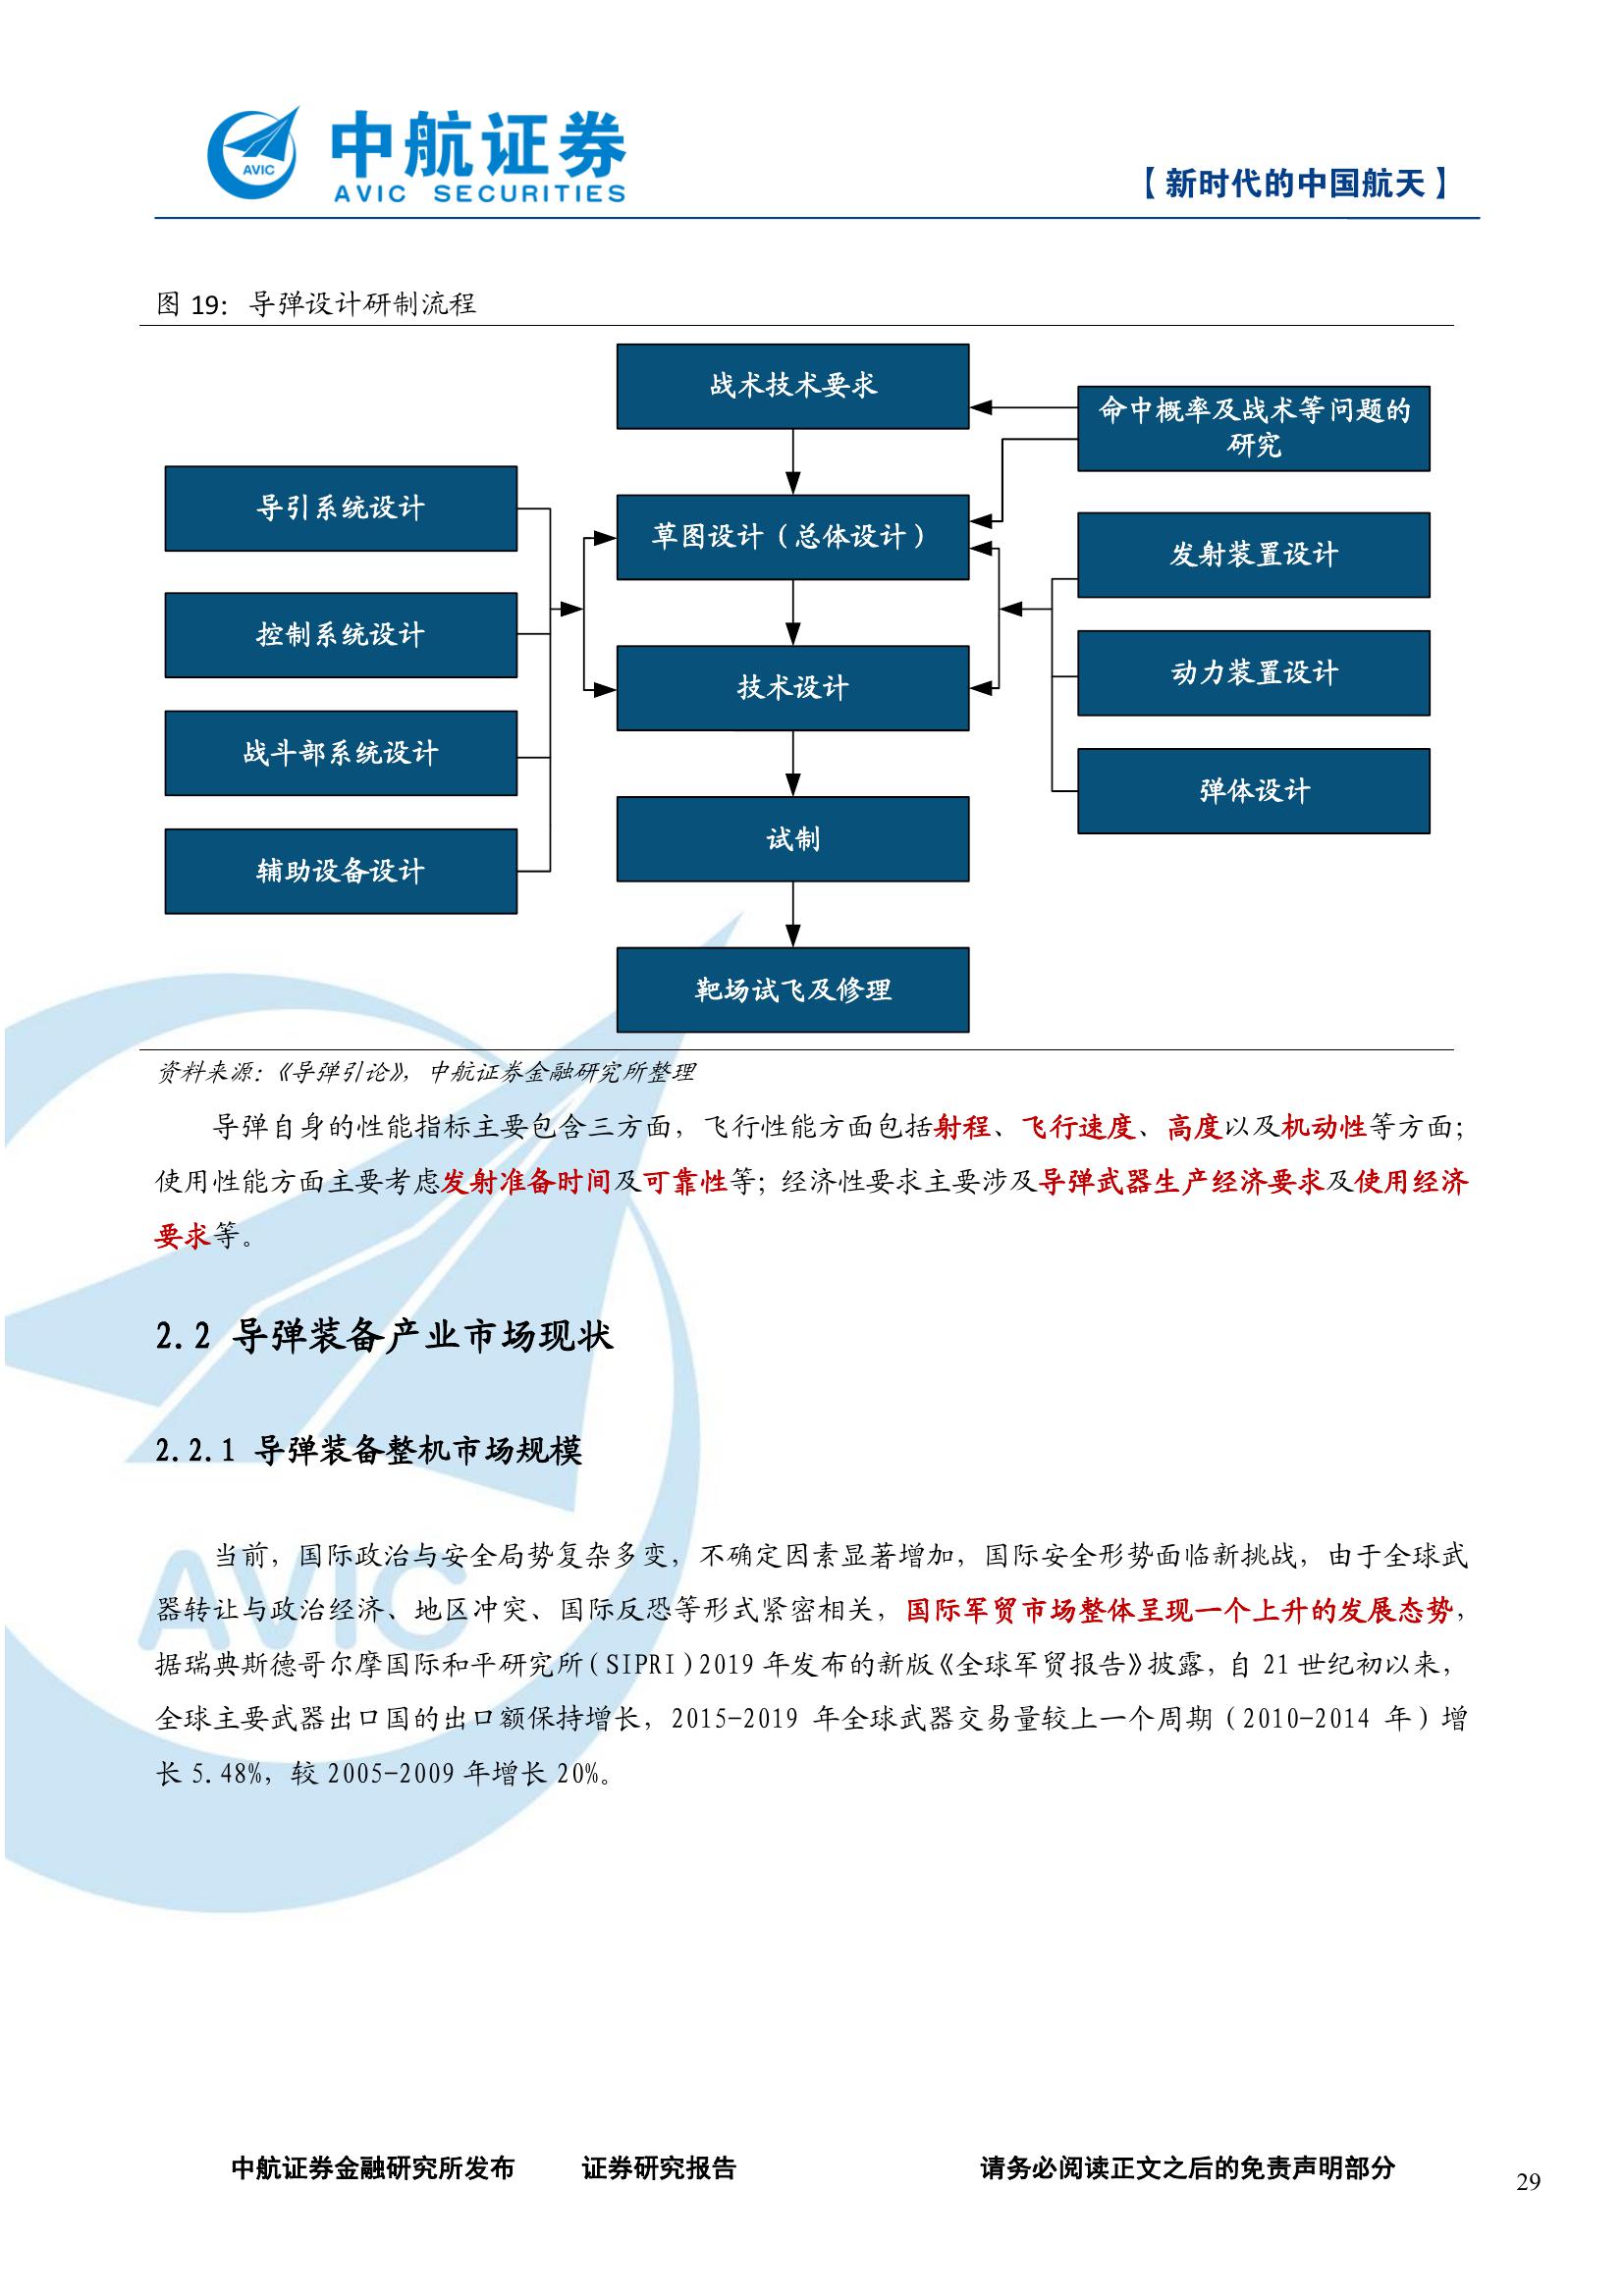 AVIC
中航证券
AVIC SECURITIES
【新时代的中国航天】
图 19： 导弹设计研制流程
战术技术要求
命中概率及战术等问题的
研究
导引系统设计
草图设计（总体设计）
发射装置设计
控制系统设计
技术设计
动力装置设计
战斗部系统设计
弹体设计
试制
辅助设备设计
靶场试飞及修理
资料来源：《导弹引论》，中航证券金融研究所整理
导弹自身的性能指标主要包含三方面，飞行性能方面包括射程、飞行速度、高度以及机动性等方面；
使用性能方面主要考虑发射准备时间及可靠性等；经济性要求主要涉及导弹武器生产经济要求及使用经济
要求等。
2.2 导弹装备产业市场现状
2.2.1 导弹装备整机市场规模
当前，国际政治与安全局势复杂多变，不确定因素显著增加，国际安全形势面临新挑战，由于全球武
器转让与政治经济、地区冲突、国际反恐等形式紧密相关，国际军贸市场整体呈现一个上升的发展态势，
据瑞典斯德哥尔摩国际和平研究所（SIPRI）2019 年发布的新版《全球军贸报告》披露，自 21 世纪初以来，
全球主要武器出口国的出口额保持增长，2015-2019 年全球武器交易量较上一个周期（2010-2014 年）增
长 5.48%，较 2005-2009 年增长 20%。
AVIC
中航证券金融研究所发布 证券研究报告 请务必阅读正文之后的免责声明部分
29